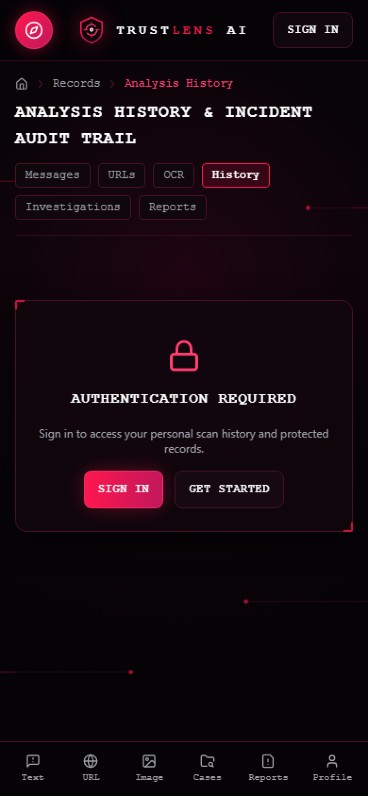 TRUSTLENS AI
SIGN IN
Records
Analysis History
ANALYSIS HISTORY & INCIDENT
AUDIT TRAIL
Messages
URLs
OCR
History
Investigations
Reports
AUTHENTICATION REQUIRED
Sign in to access your personal scan history and protected
records.
SIGN IN
GET STARTED
Text
URL
Image
Cases
Reports
Profile